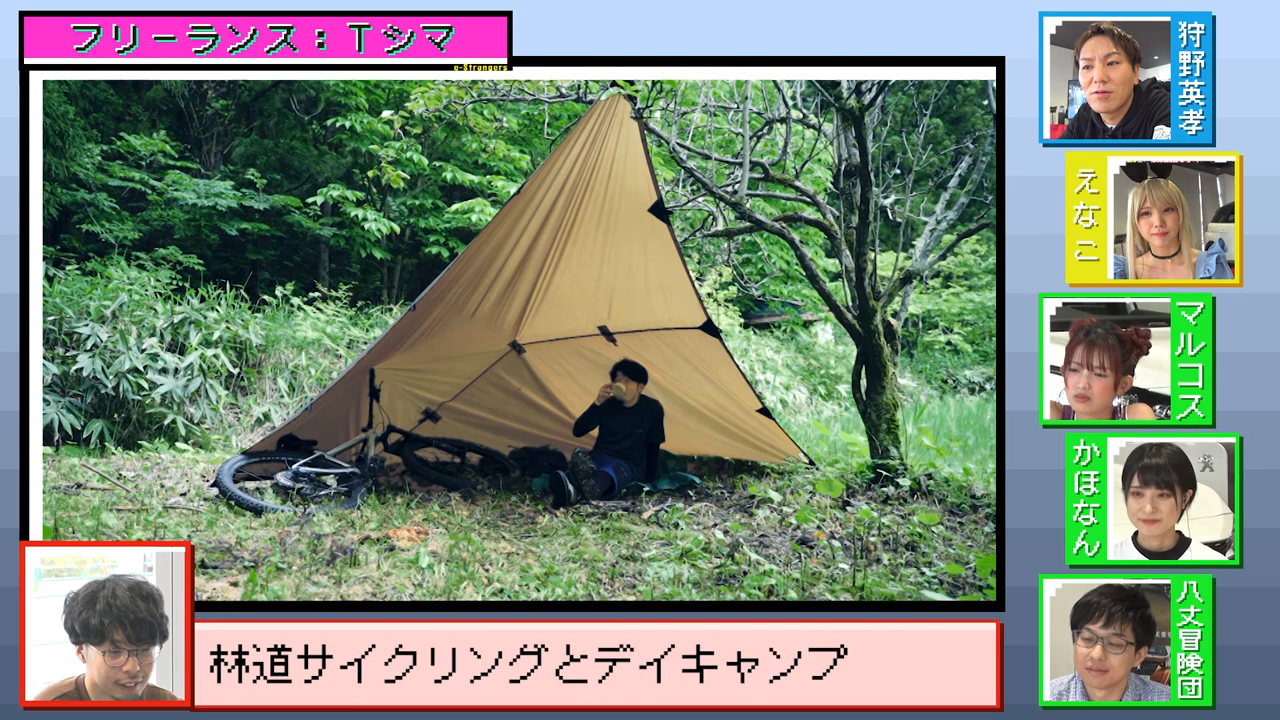 フリーランス：Tシマ
e-Strangers
狩野英孝
えなこ
マルコス
かほなん
八丈冒険団
林道サイクリングとデイキャンプ